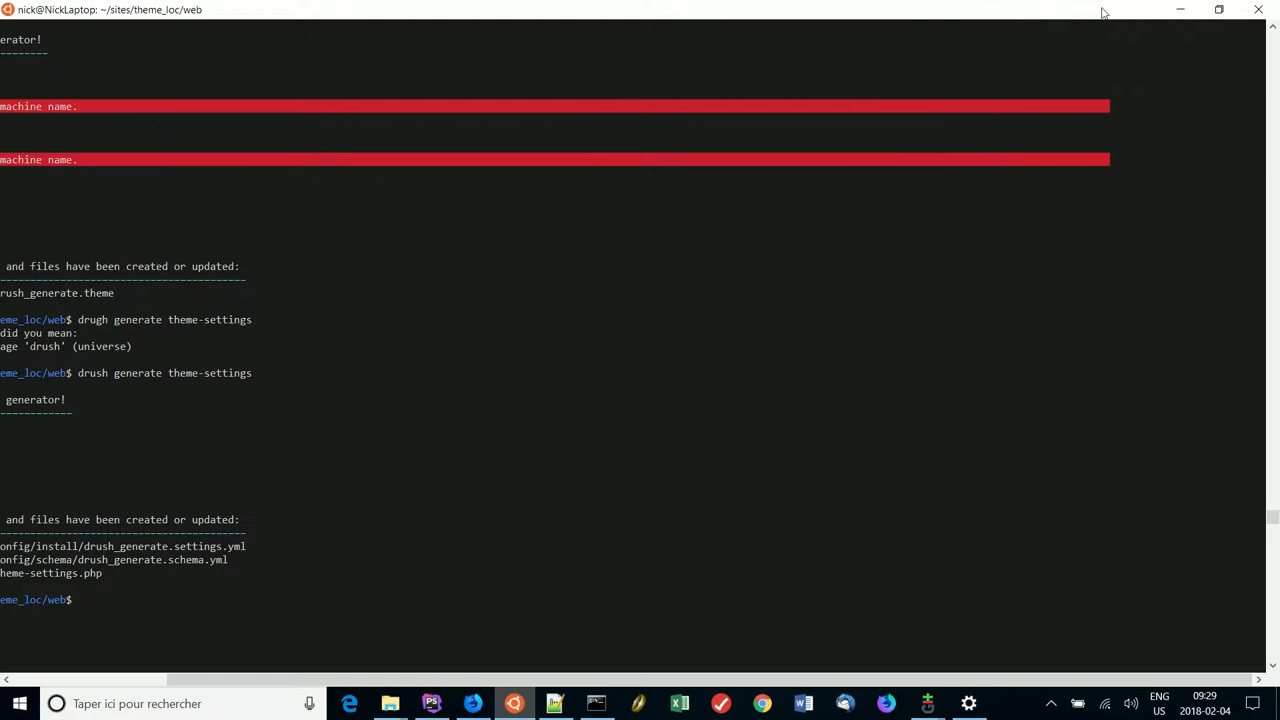 nick@NickLaptop: ~/sites/theme_loc/web
erator!
--------
machine name.
machine name.
and files have been created or updated:
-----------------------------------------
rush_generate.theme
eme_loc/web$ drugh generate theme-settings
did you mean:
age 'drush' (universe)
eme_loc/web$ drush generate theme-settings
generator!
------------
and files have been created or updated:
-----------------------------------------
onfig/install/drush_generate.settings.yml
onfig/schema/drush_generate.schema.yml
heme-settings.php
eme_loc/web$
Taper ici pour rechercher
PS
ENG
US
09:29
2018-02-04